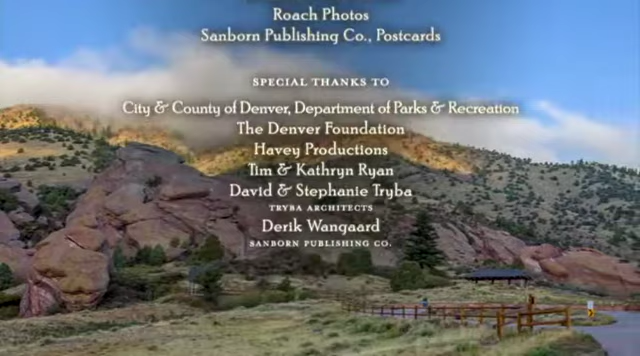 Roach Photos
Sanborn Publishing Co., Postcards
SPECIAL THANKS TO
City & County of Denver, Department of Parks & Recreation
The Denver Foundation
Havey Productions
Tim & Kathryn Ryan
David & Stephanie Tryba
TRYBA ARCHITECTS
Derik Wangaard
SANBORN PUBLISHING CO.